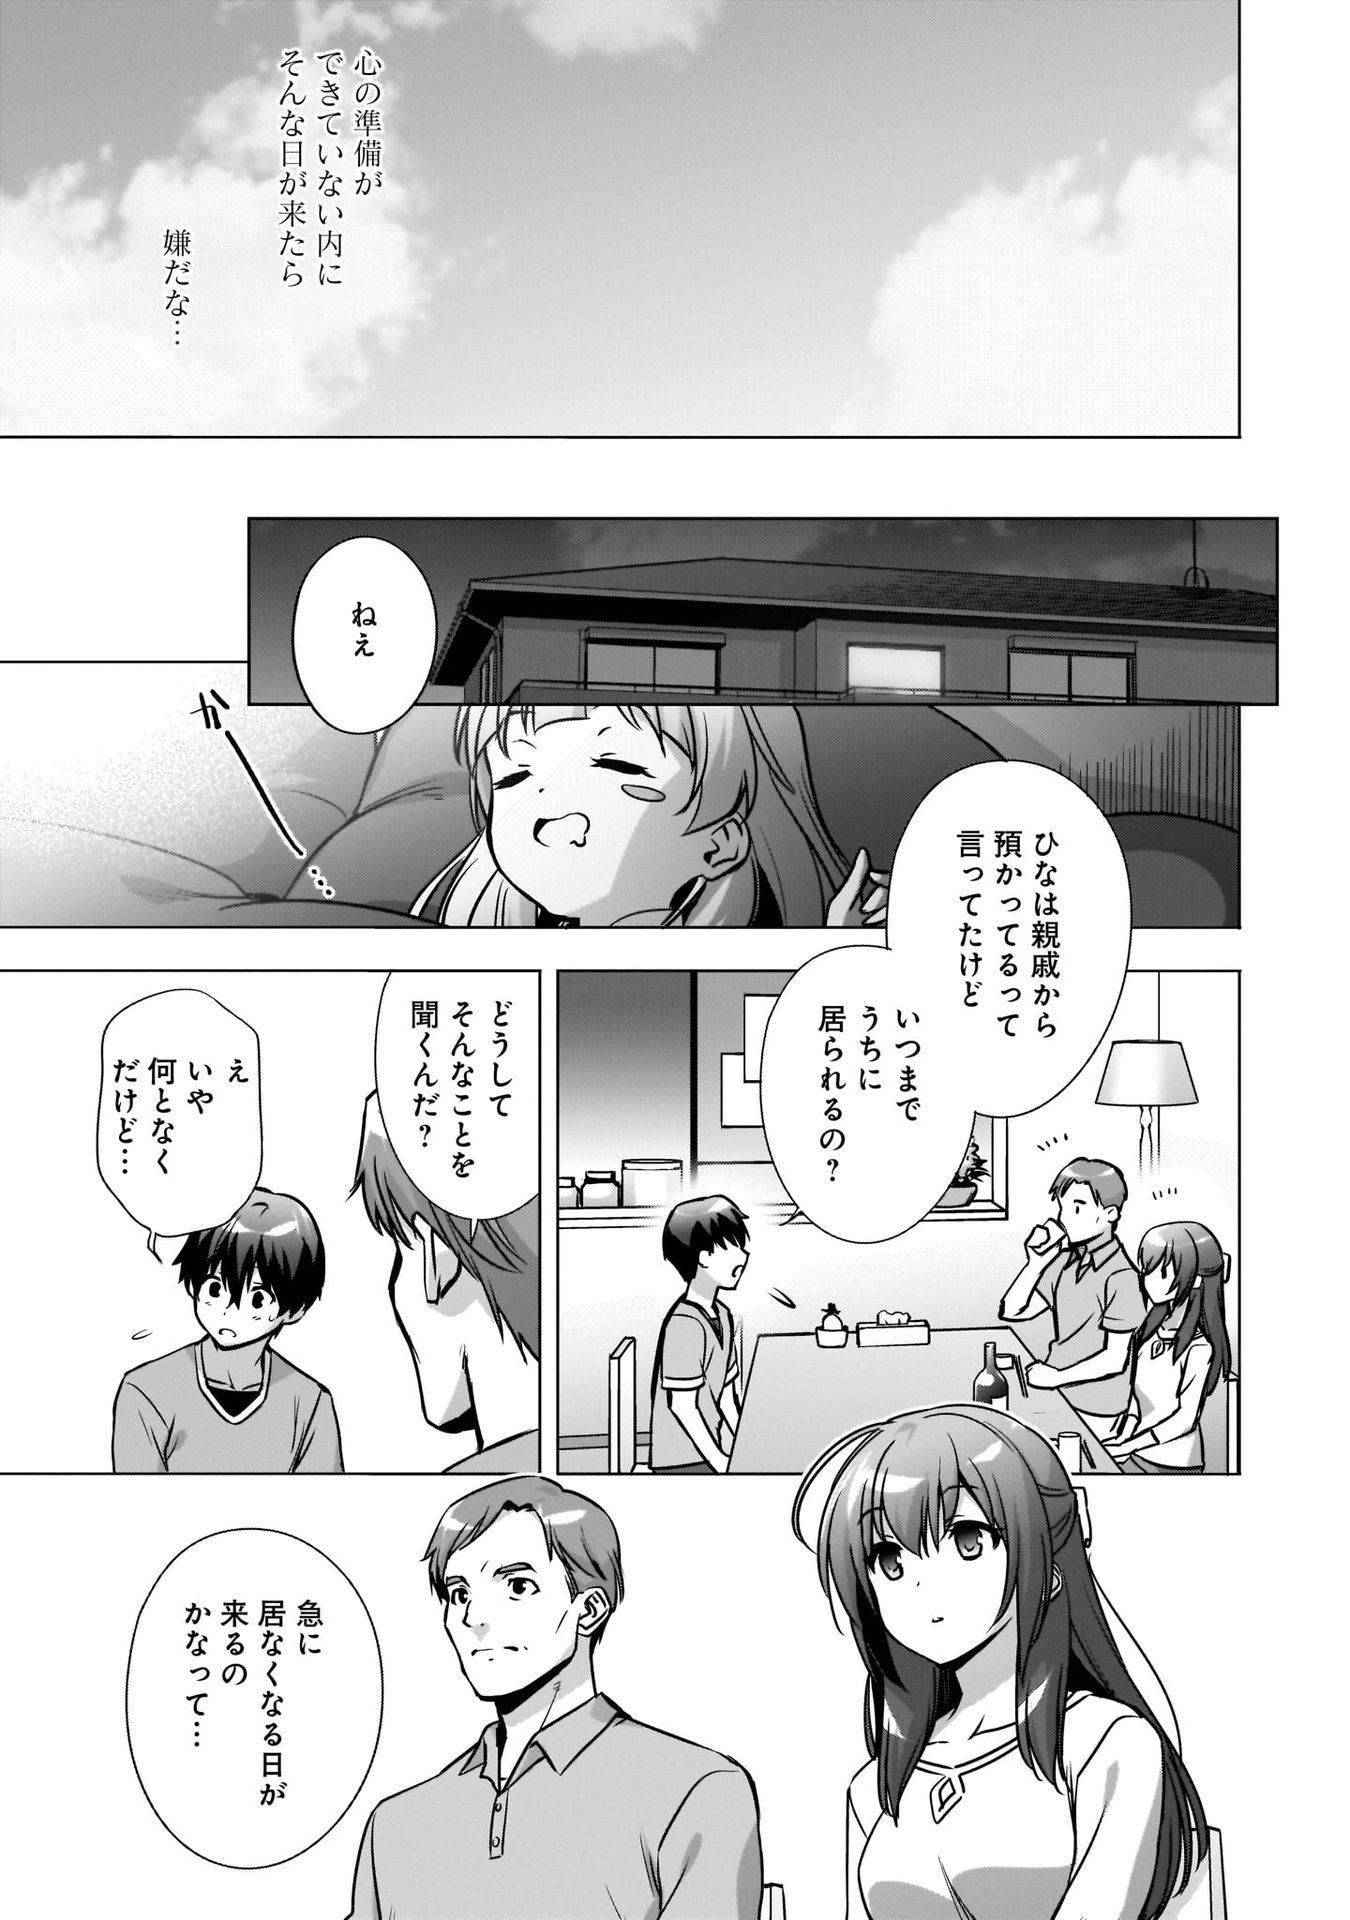 心の準備が
できていない内に
そんな日が来たら
嫌だな…
ねえ
か〜…
ひなは親戚から
預かってるって
言ってたけど
いつまで
うちに
居られるの？
どうして
そんなことを
聞くんだ？
え
いや
何となく
だけど…
急に
居なくなる日が
来るの
かなって…